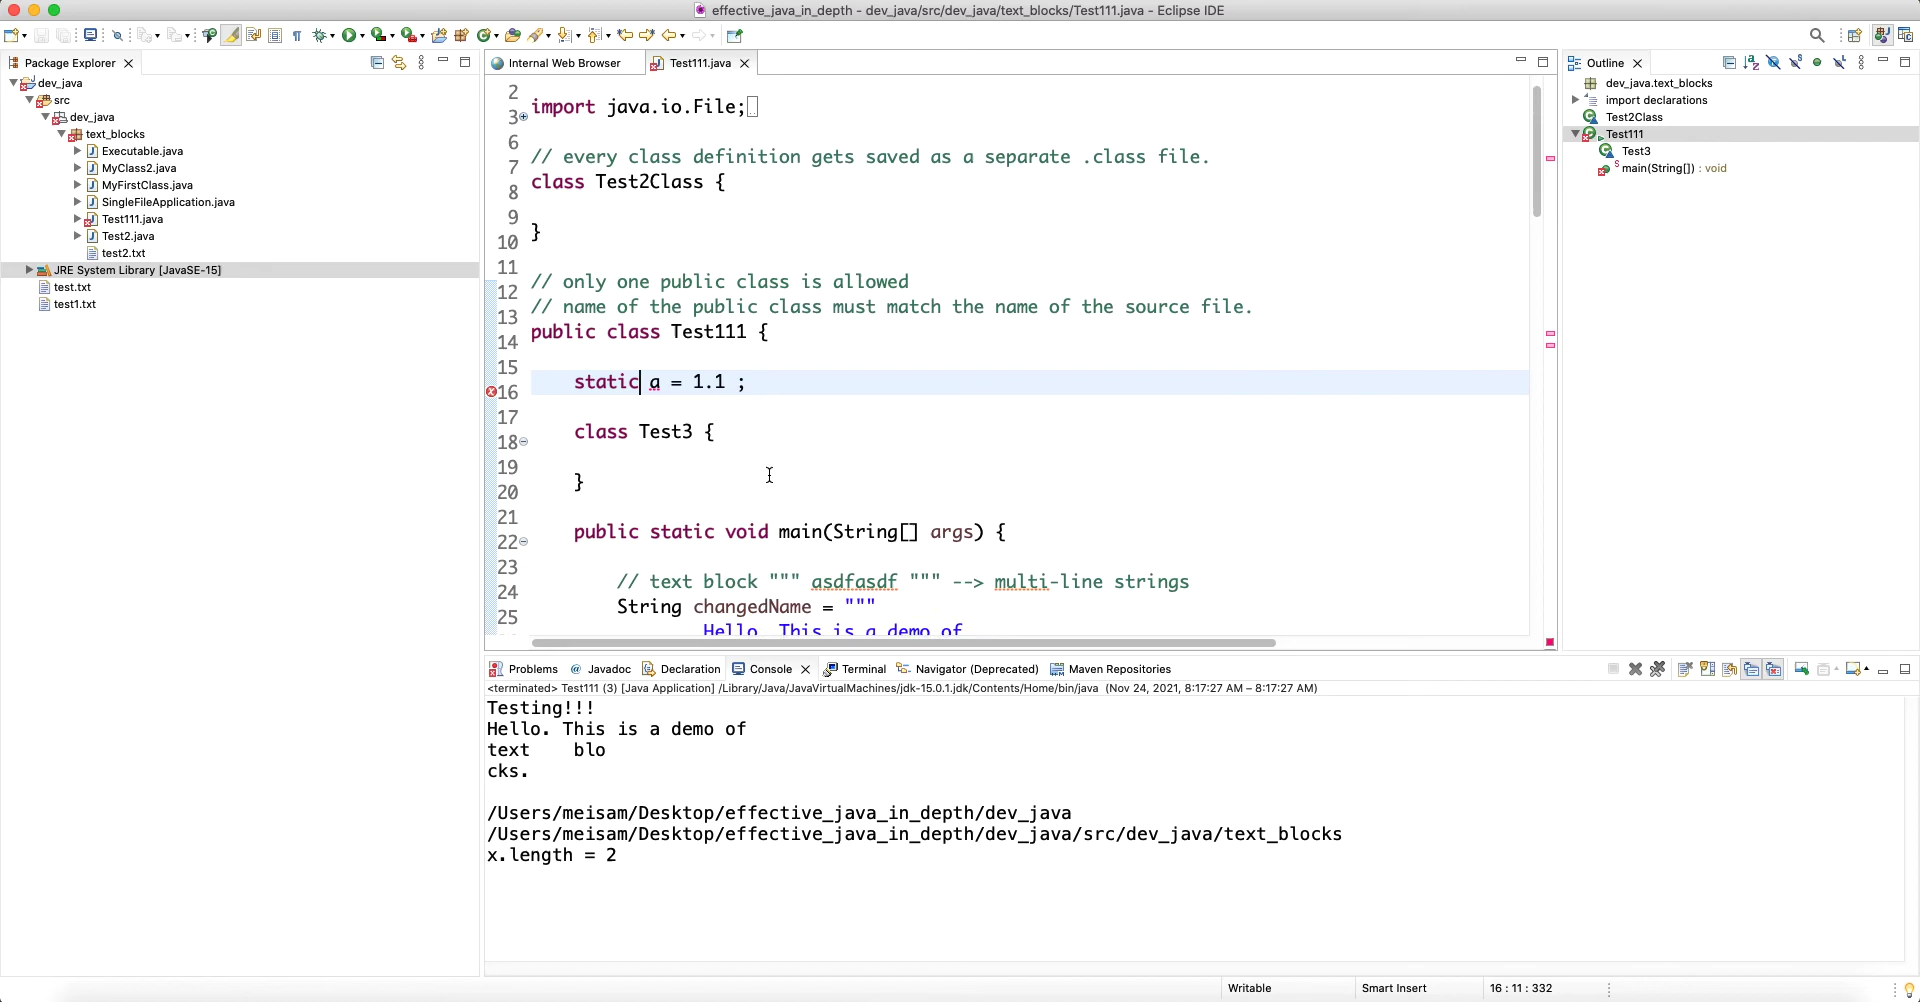 effective_java_in_depth - dev_java/src/dev_java/text_blocks/Test111.java - Eclipse IDE
Package Explorer
dev_java
src
dev_java
text_blocks
Executable.java
MyClass2.java
MyFirstClass.java
SingleFileApplication.java
Test111.java
Test2.java
test2.txt
JRE System Library [JavaSE-15]
test.txt
test1.txt
Internal Web Browser
Test111.java
2
3 import java.io.File;
6
7 // every class definition gets saved as a separate .class file.
8 class Test2Class {
9
10 }
11
12 // only one public class is allowed
13 // name of the public class must match the name of the source file.
14 public class Test111 {
15
16 static a = 1.1 ;
17
18 class Test3 {
19
20 }
21
22 public static void main(String[] args) {
23
24 // text block """ asdfasdf """ --> multi-line strings
25 String changedName = """
Hello. This is a demo of
Outline
dev_java.text_blocks
import declarations
Test2Class
Test111
Test3
main(String[]) : void
Problems
@ Javadoc
Declaration
Console
Terminal
Navigator (Deprecated)
Maven Repositories
<terminated> Test111 (3) [Java Application] /Library/Java/JavaVirtualMachines/jdk-15.0.1.jdk/Contents/Home/bin/java (Nov 24, 2021, 8:17:27 AM – 8:17:27 AM)
Testing!!!
Hello. This is a demo of
text    blo
cks.
/Users/meisam/Desktop/effective_java_in_depth/dev_java
/Users/meisam/Desktop/effective_java_in_depth/dev_java/src/dev_java/text_blocks
x.length = 2
Writable
Smart Insert
16 : 11 : 332